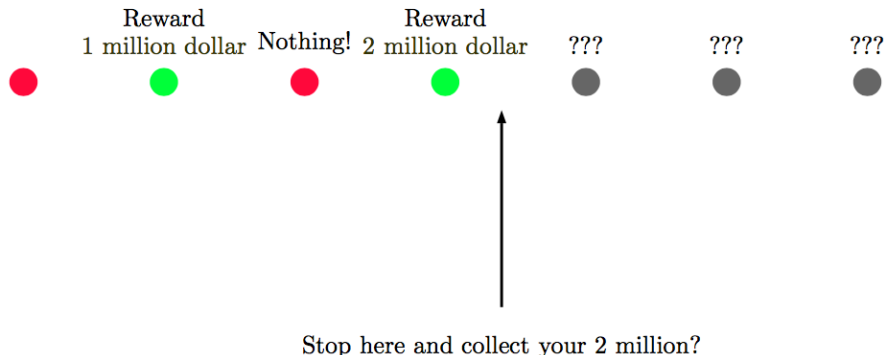 Reward
1 million dollar
Nothing!
Reward
2 million dollar
???
???
???
Stop here and collect your 2 million?